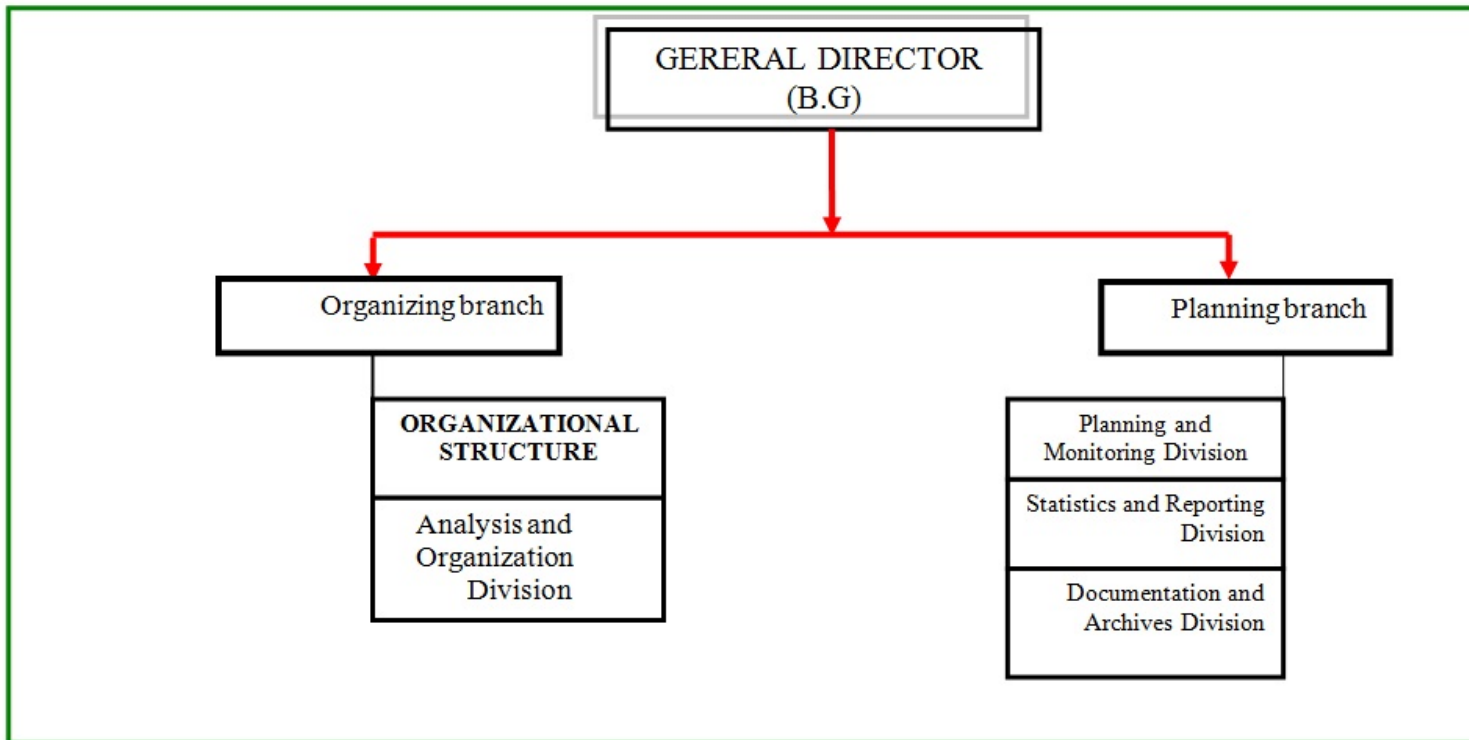 GERERAL DIRECTOR
(B.G)
Organizing branch
Planning branch
ORGANIZATIONAL
STRUCTURE
Analysis and
Organization
Division
Planning and
Monitoring Division
Statistics and Reporting
Division
Documentation and
Archives Division